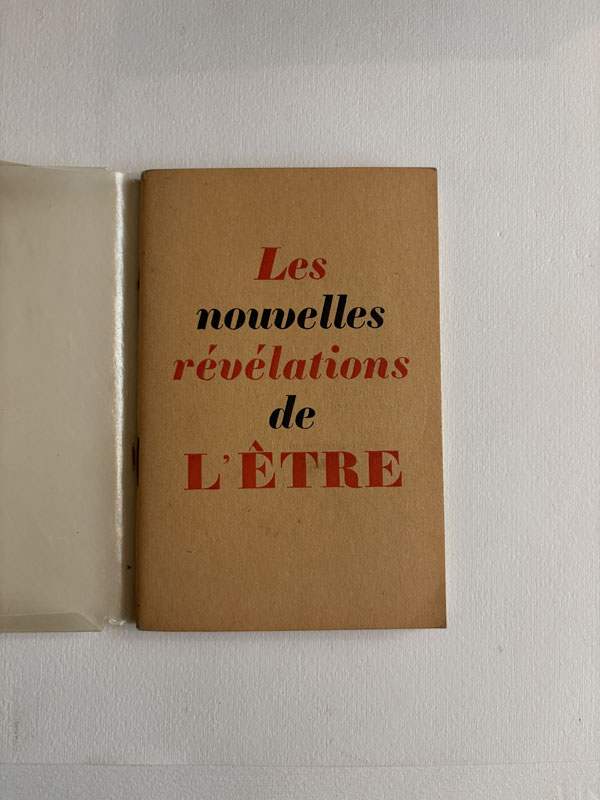 Les
nouvelles
révélations
de
L'ÊTRE